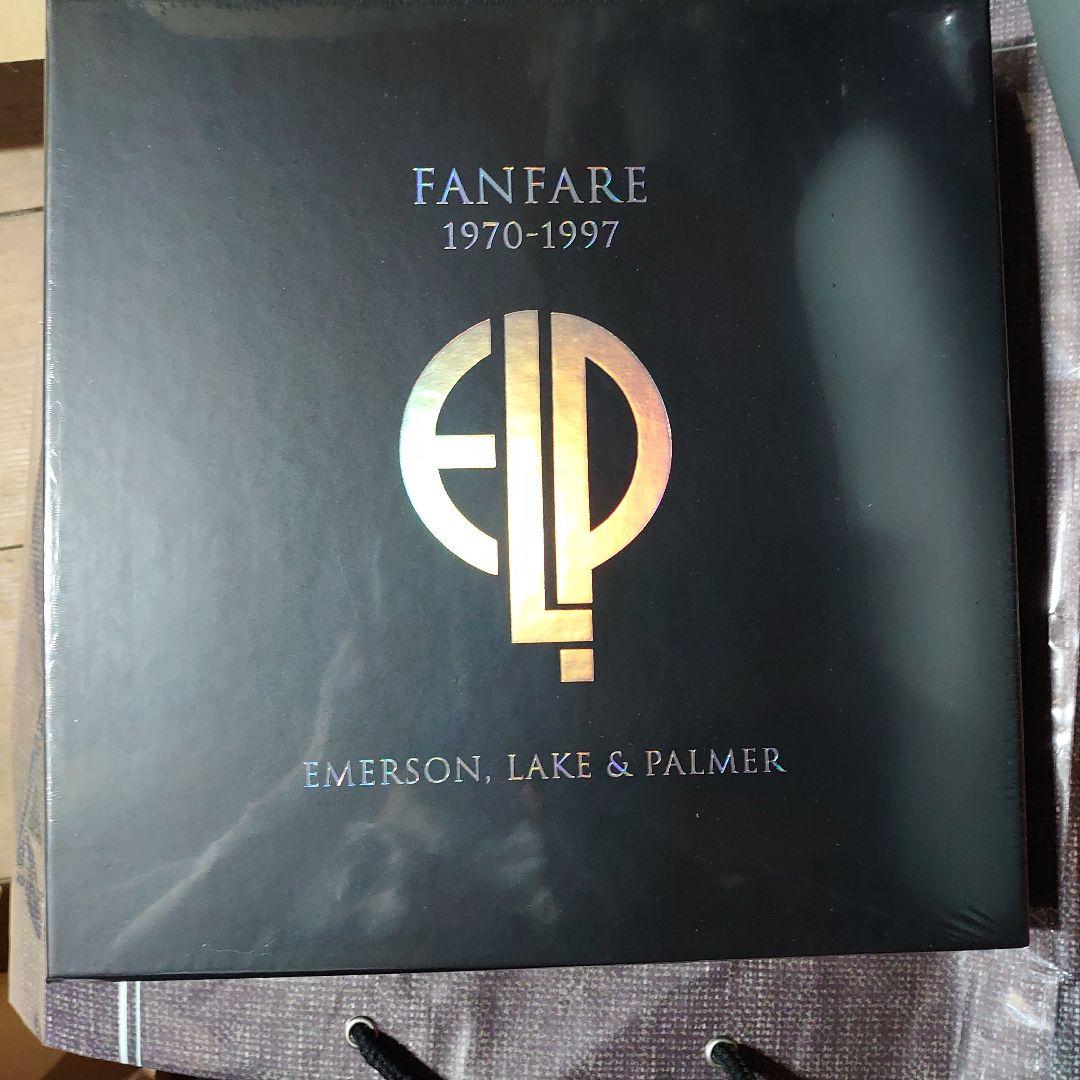 FANFARE
1970-1997
ELP
EMERSON, LAKE & PALMER